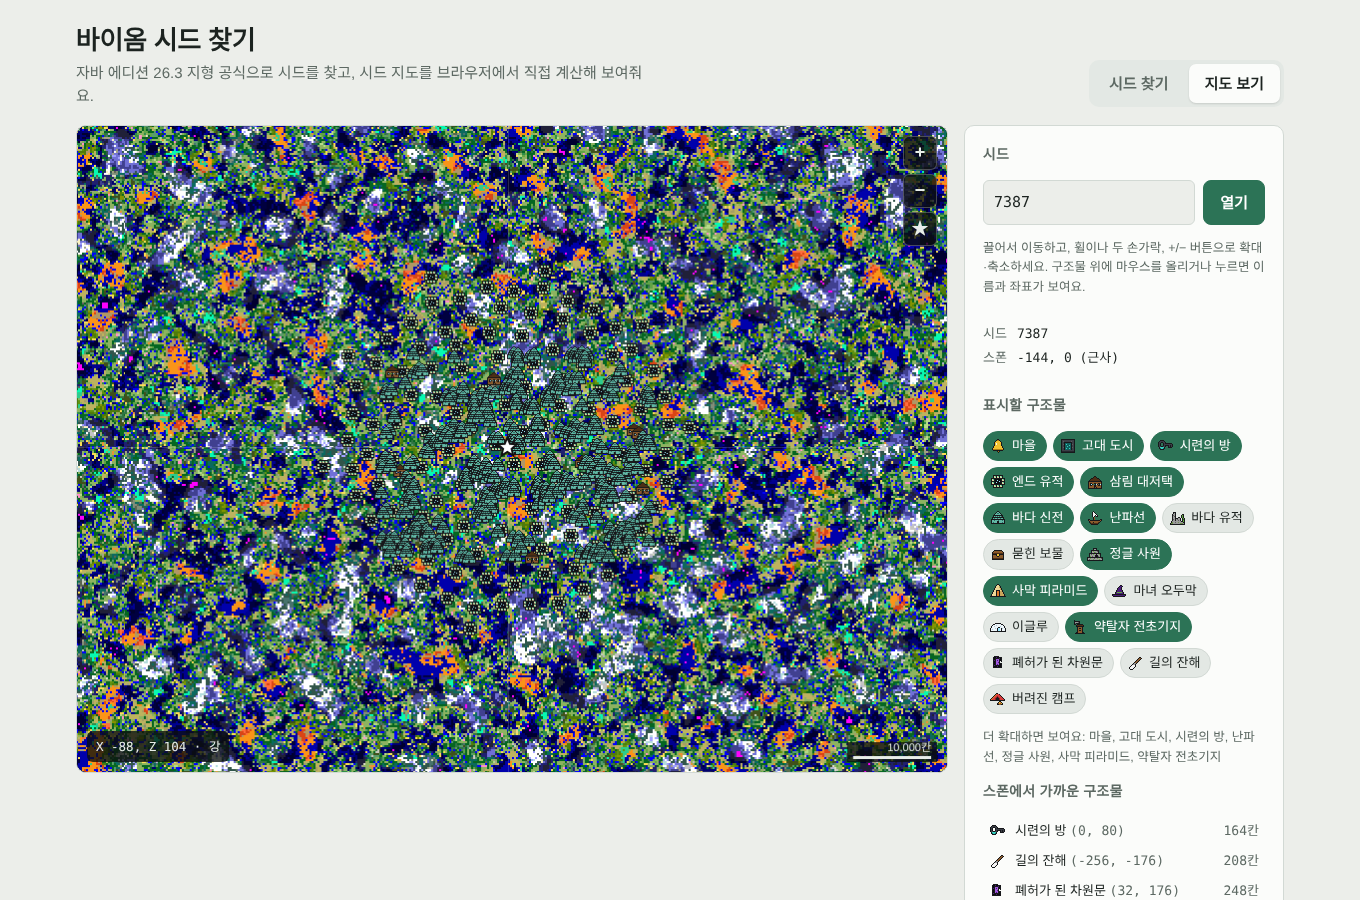 바이옴 시드 찾기
자바 에디션 26.3 지형 공식으로 시드를 찾고, 시드 지도를 브라우저에서 직접 계산해 보여줘
요.
시드 찾기
지도 보기
+
−
★
X -88, Z 104 · 강
10,000칸
시드
7387
열기
끌어서 이동하고, 휠이나 두 손가락, +/− 버튼으로 확대
·축소하세요. 구조물 위에 마우스를 올리거나 누르면 이
름과 좌표가 보여요.
시드 7387
스폰 -144, 0 (근사)
표시할 구조물
마을 고대 도시 시련의 방
엔드 유적 삼림 대저택
바다 신전 난파선 바다 유적
묻힌 보물 정글 사원
사막 피라미드 마녀 오두막
이글루 약탈자 전초기지
폐허가 된 차원문 길의 잔해
버려진 캠프
더 확대하면 보여요: 마을, 고대 도시, 시련의 방, 난파
선, 정글 사원, 사막 피라미드, 약탈자 전초기지
스폰에서 가까운 구조물
시련의 방 (0, 80) 164칸
길의 잔해 (-256, -176) 208칸
폐허가 된 차원문 (32, 176) 248칸